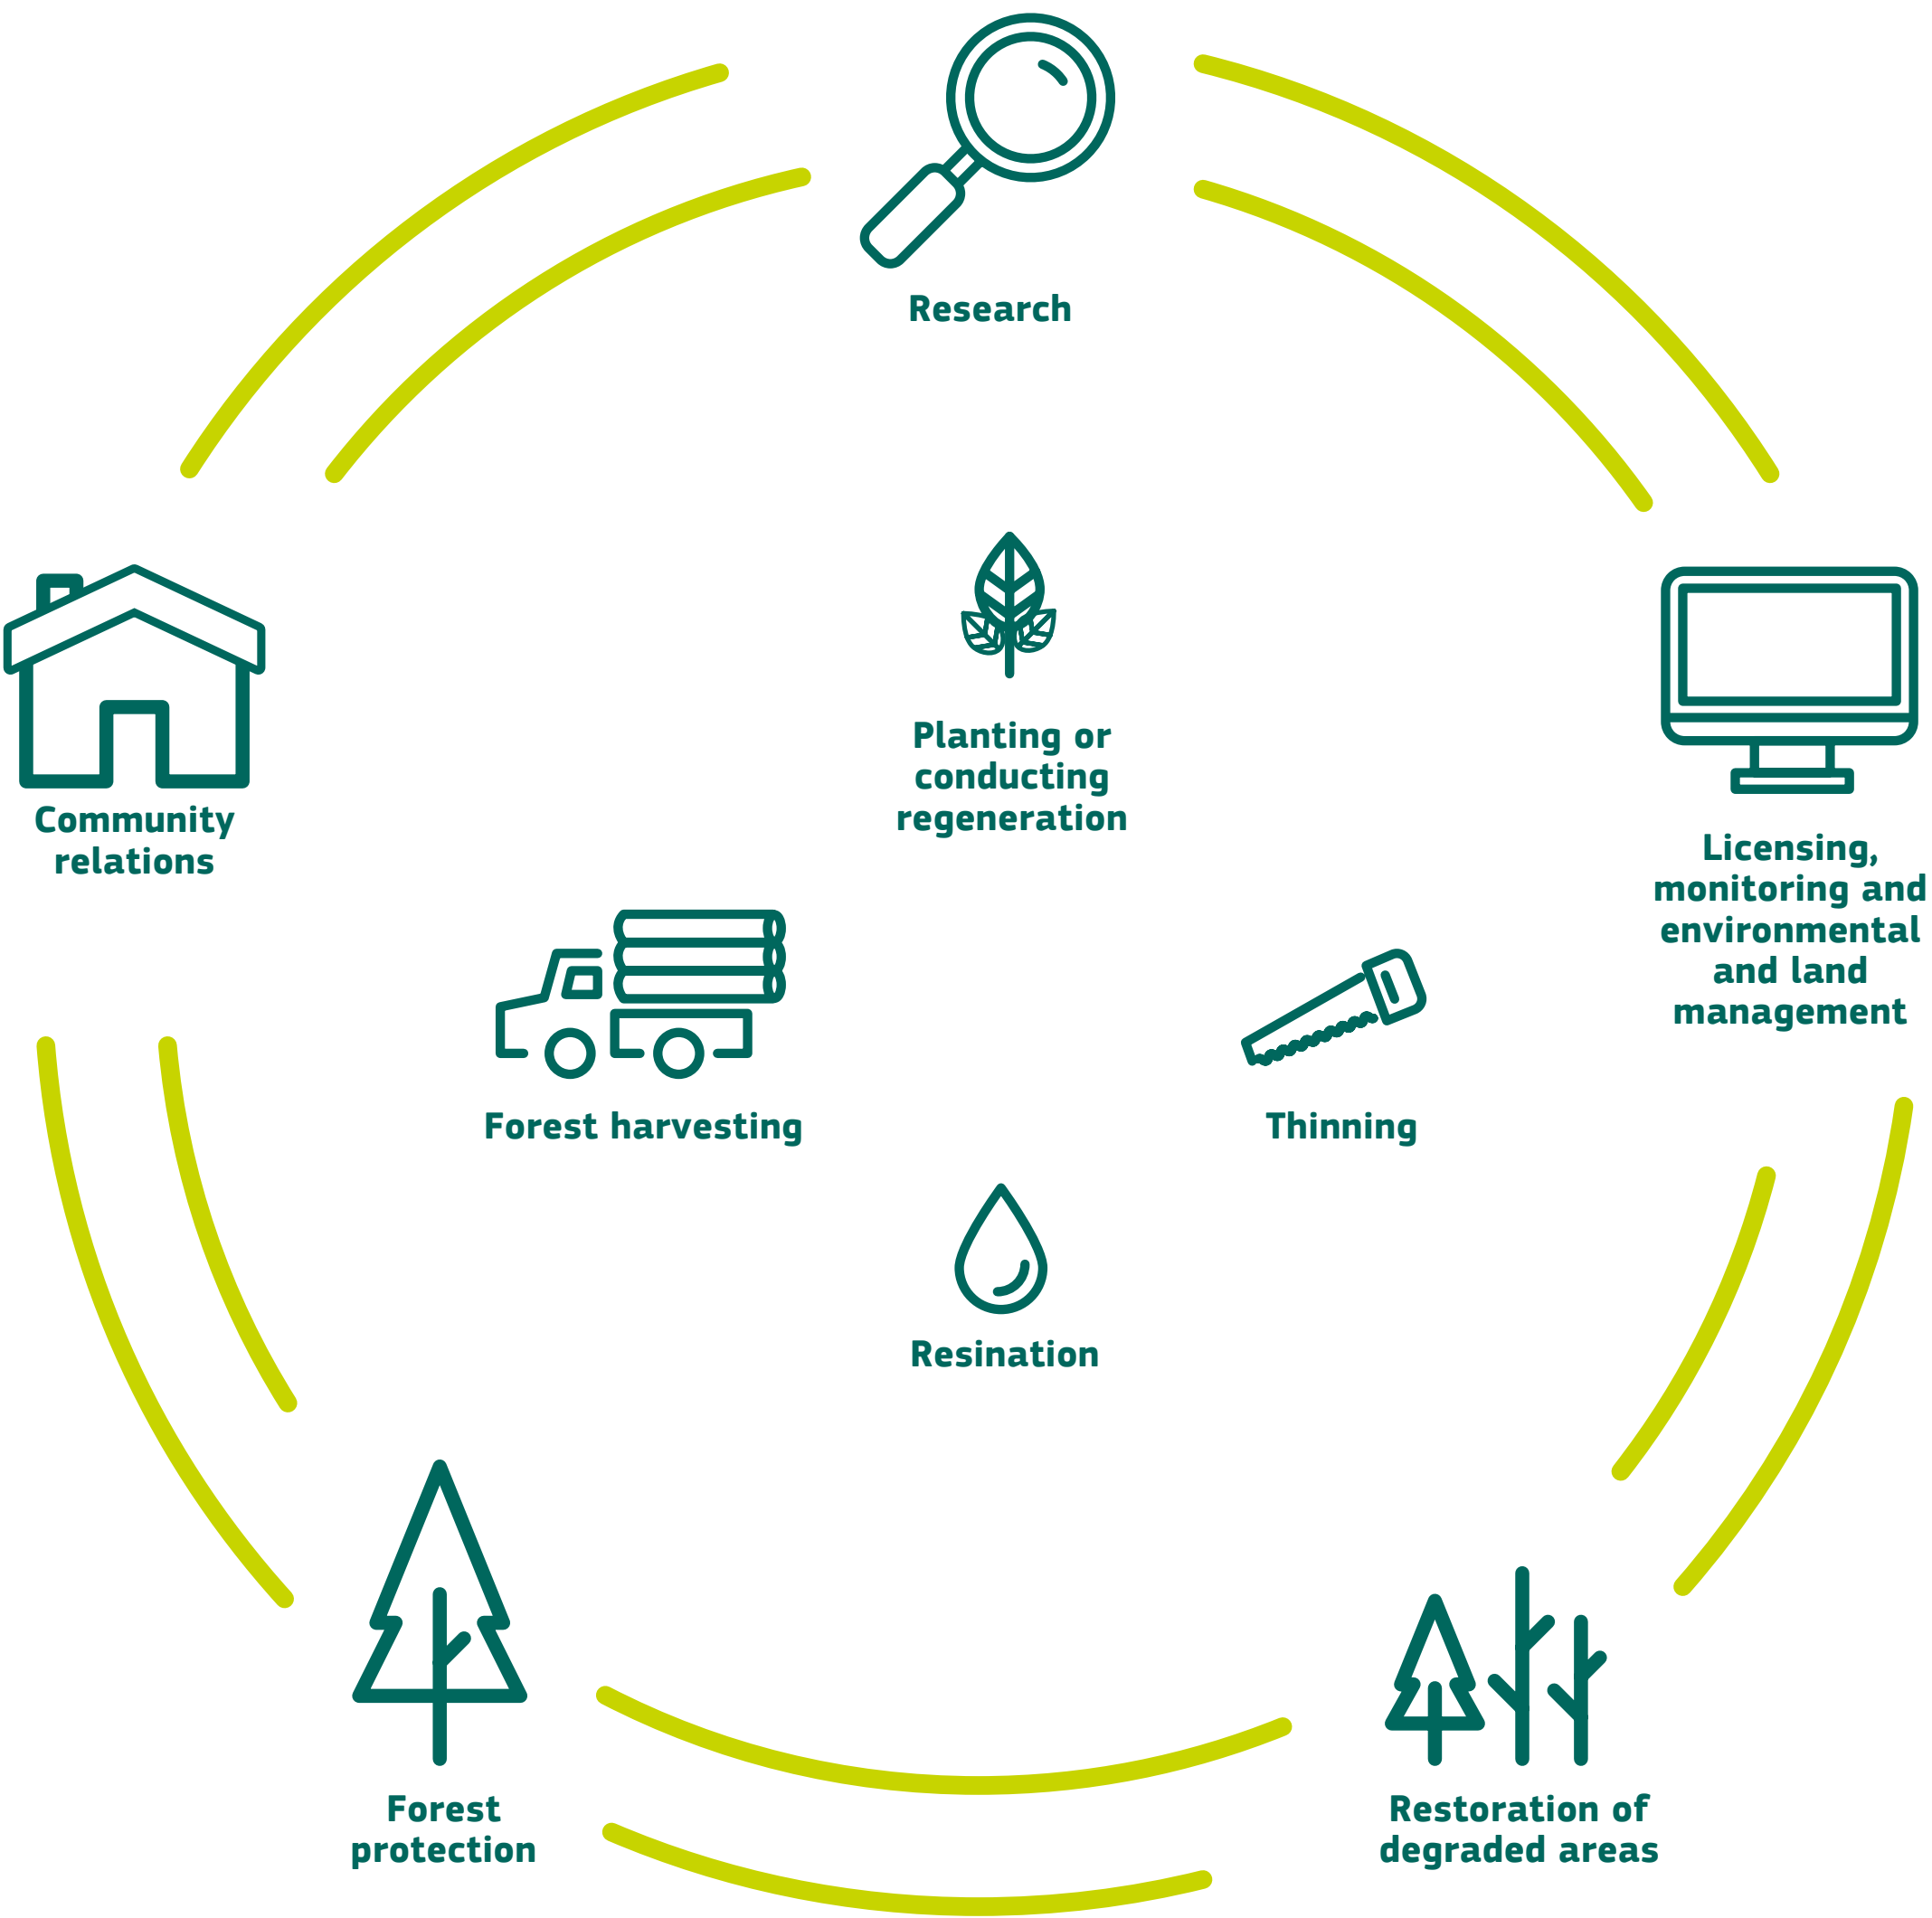 Research
Planting or
conducting
regeneration
Community
relations
Licensing,
monitoring and
environmental
and land
management
Forest harvesting
Thinning
Resination
Forest
protection
Restoration of
degraded areas